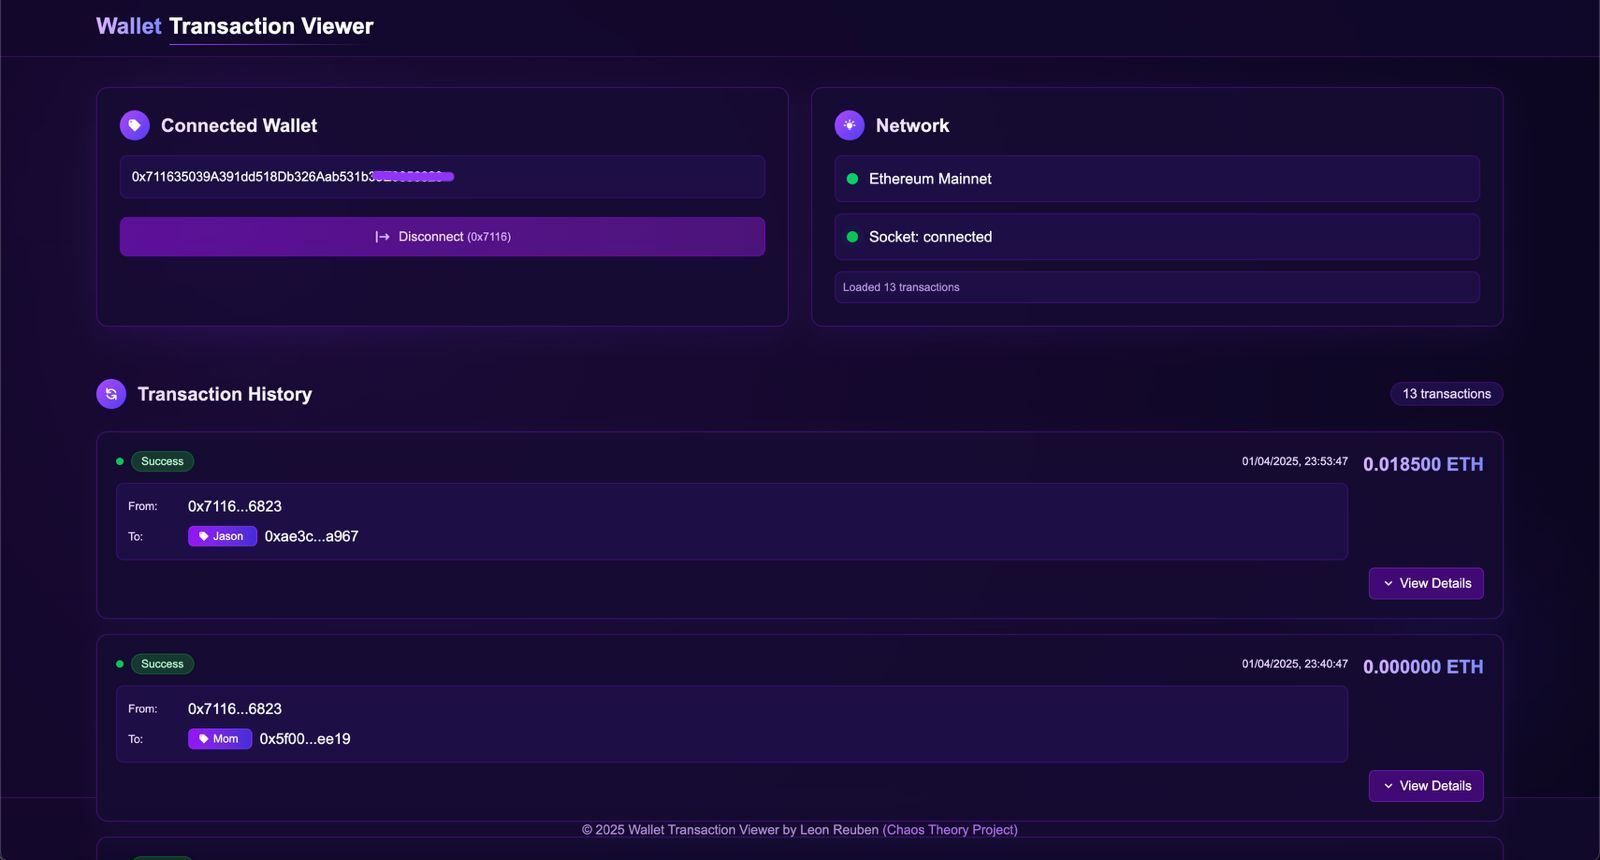 Wallet Transaction Viewer
Connected Wallet
0x711635039A391dd518Db326Aab531b3
Disconnect (0x7116)
Network
Ethereum Mainnet
Socket: connected
Loaded 13 transactions
Transaction History
13 transactions
Success
01/04/2025, 23:53:47
0.018500 ETH
From: 0x7116...6823
To: Jason 0xae3c...a967
View Details
Success
01/04/2025, 23:40:47
0.000000 ETH
From: 0x7116...6823
To: Mom 0x5f00...ee19
View Details
© 2025 Wallet Transaction Viewer by Leon Reuben (Chaos Theory Project)